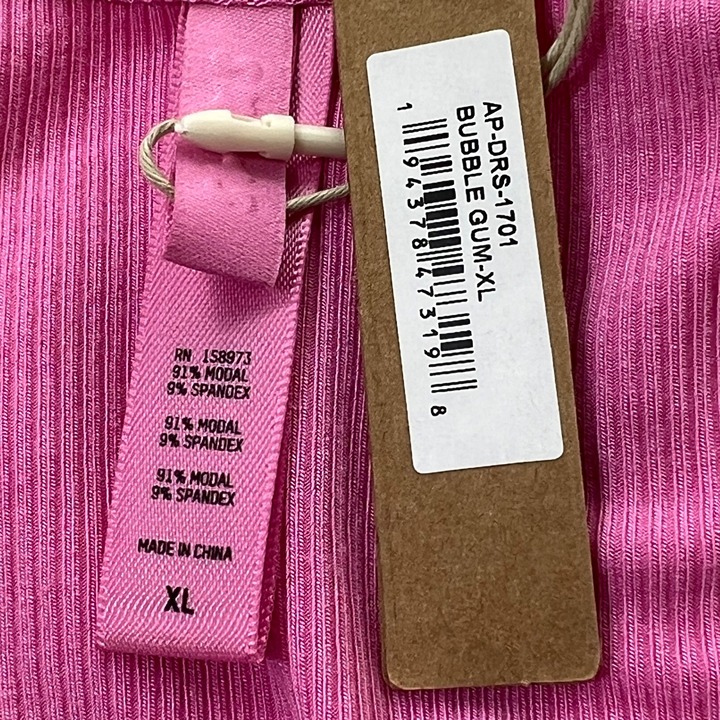 RN 158973
91% MODAL
9% SPANDEX
91% MODAL
9% SPANDEX
91% MODAL
9% SPANDEX
MADE IN CHINA
XL
AP-DRS-1701
BUBBLE GUM-XL
1 94378 47319 8